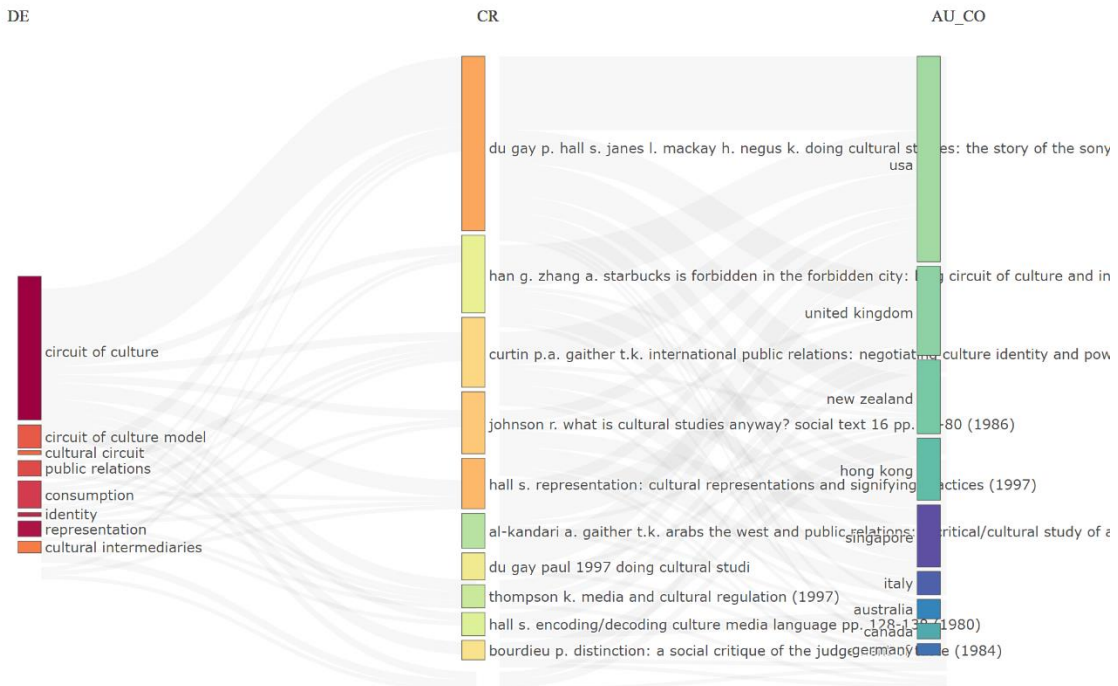 DE
CR
AU_CO
circuit of culture
circuit of culture model
cultural circuit
public relations
consumption
identity
representation
cultural intermediaries
du gay p. hall s. janes l. mackay h. negus k. doing cultural studies: the story of the sony
han g. zhang a. starbucks is forbidden in the forbidden city: circuit of culture and in
curtin p.a. gaither t.k. international public relations: negotiating culture identity and pow
johnson r. what is cultural studies anyway? social text 16 pp. -80 (1986)
hall s. representation: cultural representations and signifying practices (1997)
al-kandari a. gaither t.k. arabs the west and public relations: critical/cultural study of a
du gay paul 1997 doing cultural studi
thompson k. media and cultural regulation (1997)
hall s. encoding/decoding culture media language pp. 128-138 (1980)
bourdieu p. distinction: a social critique of the judge (1984)
usa
united kingdom
new zealand
hong kong
singapore
italy
australia
canada
germany